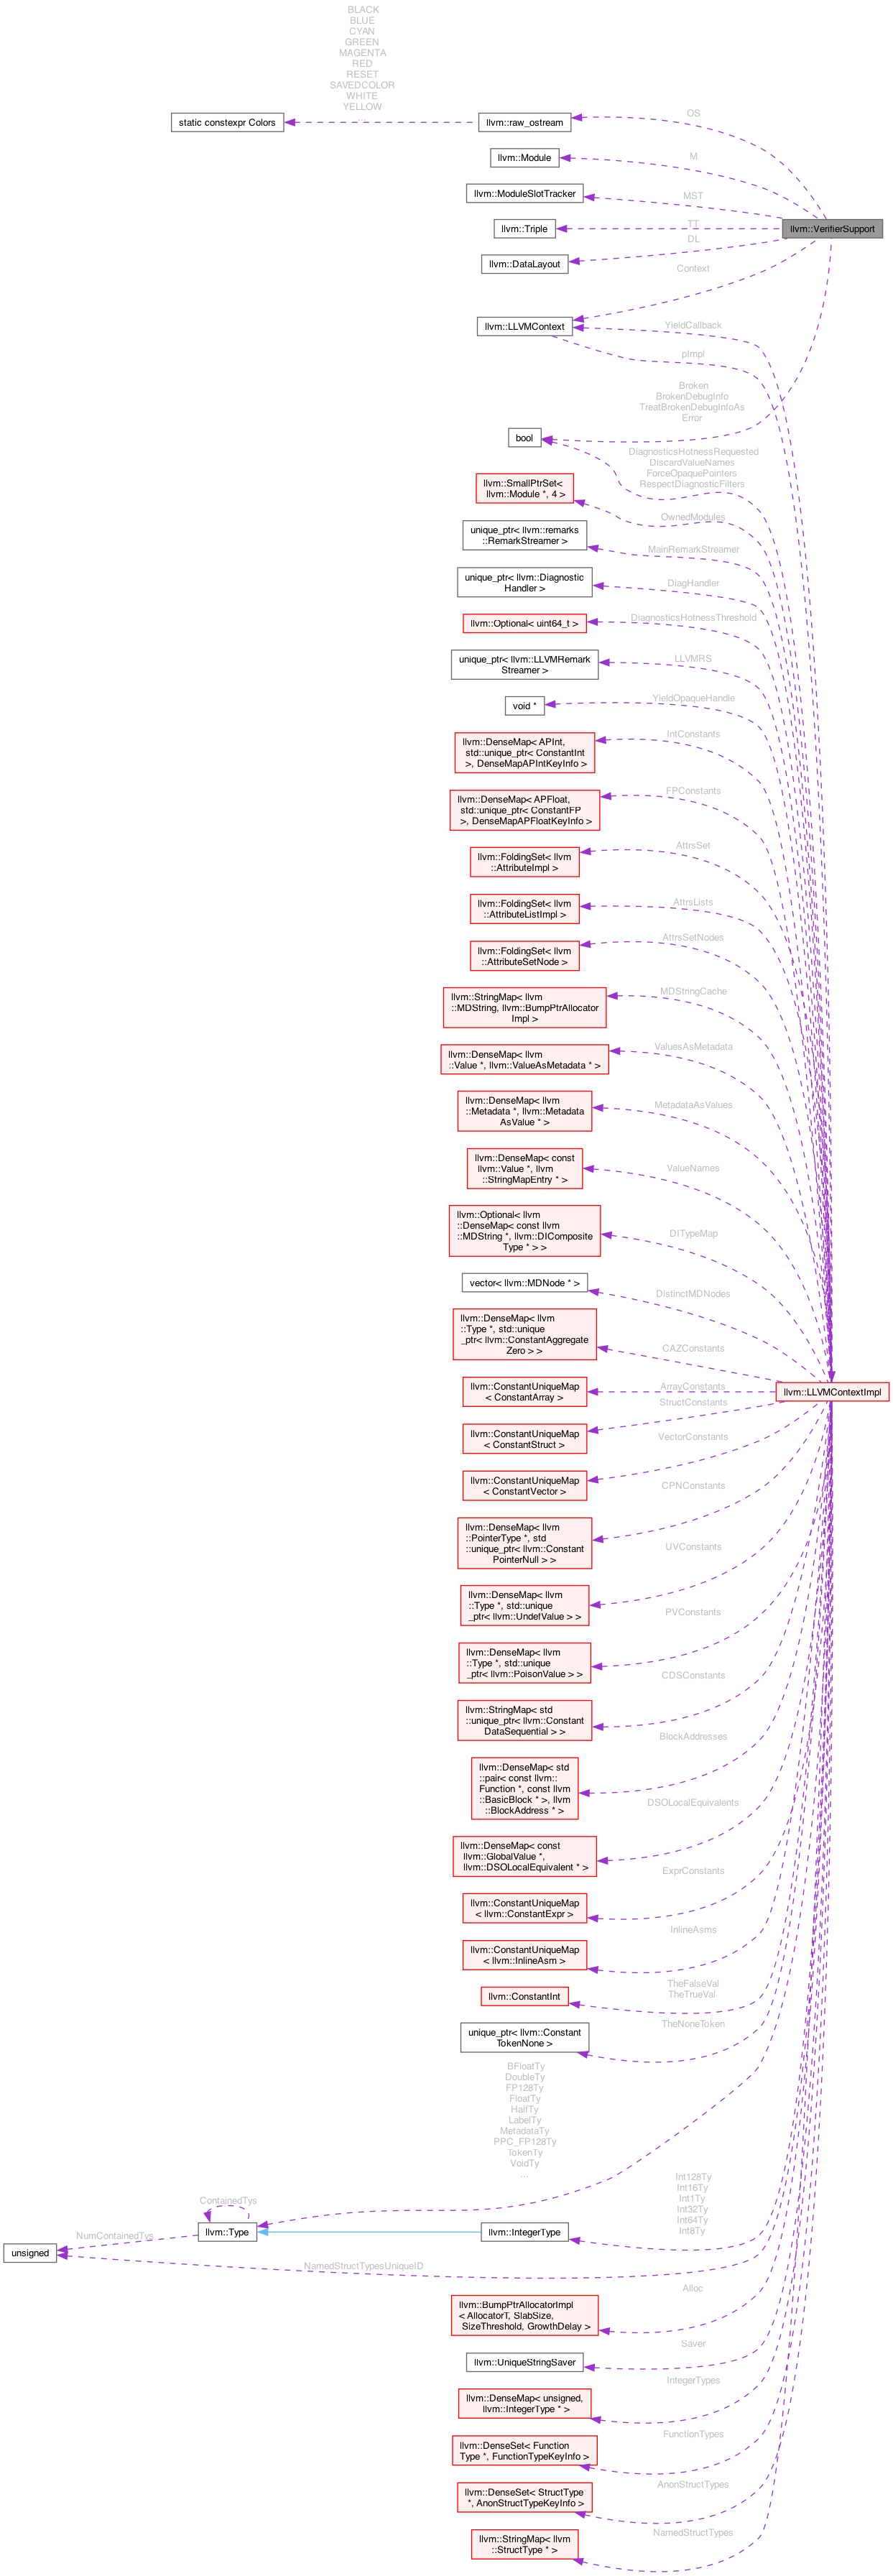 BLACK
BLUE
CYAN
GREEN
MAGENTA
RED
RESET
SAVEDCOLOR
WHITE
YELLOW
...
static constexpr Colors
llvm::raw_ostream
OS
llvm::Module
M
llvm::ModuleSlotTracker
MST
llvm::Triple
TT
llvm::VerifierSupport
DL
llvm::DataLayout
Context
llvm::LLVMContext
YieldCallback
pImpl
Broken
BrokenDebugInfo
TreatBrokenDebugInfoAs
Error
bool
DiagnosticsHotnessRequested
DiscardValueNames
ForceOpaquePointers
RespectDiagnosticFilters
llvm::SmallPtrSet<
llvm::Module *, 4 >
OwnedModules
unique_ptr< llvm::remarks
::RemarkStreamer >
MainRemarkStreamer
unique_ptr< llvm::Diagnostic
Handler >
DiagHandler
llvm::Optional< uint64_t >
DiagnosticsHotnessThreshold
unique_ptr< llvm::LLVMRemark
Streamer >
LLVMRS
void *
YieldOpaqueHandle
llvm::DenseMap< APInt,
std::unique_ptr< ConstantInt
>, DenseMapAPIntKeyInfo >
IntConstants
llvm::DenseMap< APFloat,
std::unique_ptr< ConstantFP
>, DenseMapAPFloatKeyInfo >
FPConstants
llvm::FoldingSet< llvm
::AttributeImpl >
AttrsSet
llvm::FoldingSet< llvm
::AttributeListImpl >
AttrsLists
llvm::FoldingSet< llvm
::AttributeSetNode >
AttrsSetNodes
llvm::StringMap< llvm
::MDString, llvm::BumpPtrAllocator
Impl >
MDStringCache
llvm::DenseMap< llvm
::Value *, llvm::ValueAsMetadata * >
ValuesAsMetadata
llvm::DenseMap< llvm
::Metadata *, llvm::Metadata
AsValue * >
MetadataAsValues
llvm::DenseMap< const
llvm::Value *, llvm
::StringMapEntry * >
ValueNames
llvm::Optional< llvm
::DenseMap< const llvm
::MDString *, llvm::DIComposite
Type * > >
DITypeMap
vector< llvm::MDNode * >
DistinctMDNodes
llvm::DenseMap< llvm
::Type *, std::unique
_ptr< llvm::ConstantAggregate
Zero > >
CAZConstants
llvm::LLVMContextImpl
llvm::ConstantUniqueMap
< ConstantArray >
ArrayConstants
StructConstants
llvm::ConstantUniqueMap
< ConstantStruct >
VectorConstants
llvm::ConstantUniqueMap
< ConstantVector >
CPNConstants
llvm::DenseMap< llvm
::PointerType *, std
::unique_ptr< llvm::Constant
PointerNull > >
UVConstants
llvm::DenseMap< llvm
::Type *, std::unique
_ptr< llvm::UndefValue > >
PVConstants
llvm::DenseMap< llvm
::Type *, std::unique
_ptr< llvm::PoisonValue > >
CDSConstants
llvm::StringMap< std
::unique_ptr< llvm::Constant
DataSequential > >
BlockAddresses
llvm::DenseMap< std
::pair< const llvm::
Function *, const llvm
::BasicBlock * >, llvm
::BlockAddress * >
DSOLocalEquivalents
llvm::DenseMap< const
llvm::GlobalValue *,
llvm::DSOLocalEquivalent * >
ExprConstants
llvm::ConstantUniqueMap
< llvm::ConstantExpr >
InlineAsms
llvm::ConstantUniqueMap
< llvm::InlineAsm >
TheFalseVal
TheTrueVal
llvm::ConstantInt
TheNoneToken
unique_ptr< llvm::Constant
TokenNone >
BFloatTy
DoubleTy
FP128Ty
FloatTy
HalfTy
LabelTy
MetadataTy
PPC_FP128Ty
TokenTy
VoidTy
...
Int128Ty
Int16Ty
Int1Ty
Int32Ty
Int64Ty
Int8Ty
ContainedTys
llvm::Type
llvm::IntegerType
NumContainedTys
unsigned
NamedStructTypesUniqueID
Alloc
llvm::BumpPtrAllocatorImpl
< AllocatorT, SlabSize,
SizeThreshold, GrowthDelay >
Saver
llvm::UniqueStringSaver
IntegerTypes
llvm::DenseMap< unsigned,
llvm::IntegerType * >
FunctionTypes
llvm::DenseSet< Function
Type *, FunctionTypeKeyInfo >
AnonStructTypes
llvm::DenseSet< StructType
*, AnonStructTypeKeyInfo >
NamedStructTypes
llvm::StringMap< llvm
::StructType * >